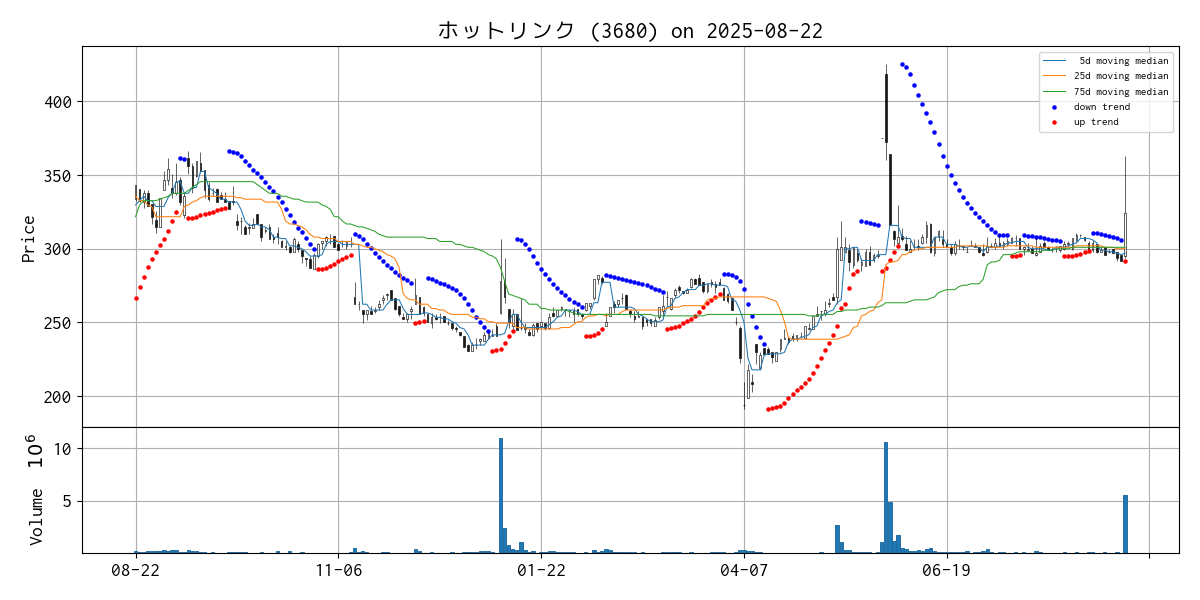 ホットリンク (3680) on 2025-08-22
5d moving median
25d moving median
75d moving median
down trend
up trend
Price
400
350
300
250
200
Volume 10^6
10
5
08-22
11-06
01-22
04-07
06-19